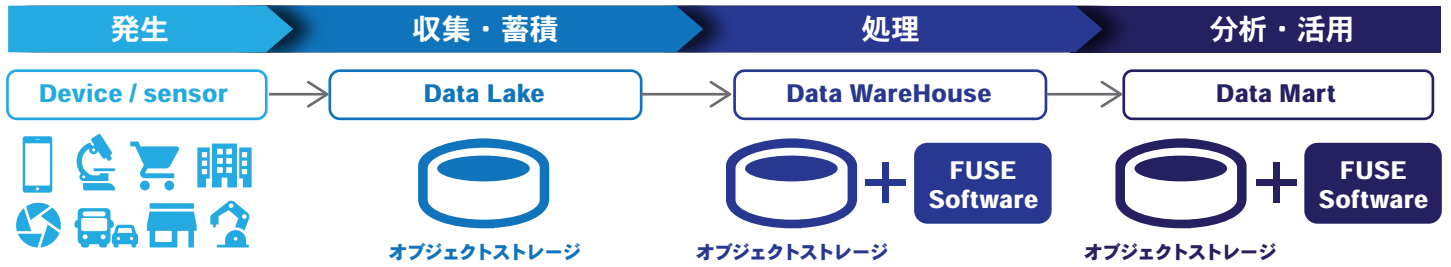 発生
収集・蓄積
処理
分析・活用
Device / sensor
Data Lake
Data WareHouse
Data Mart
FUSE
Software
FUSE
Software
オブジェクトストレージ
オブジェクトストレージ
オブジェクトストレージ